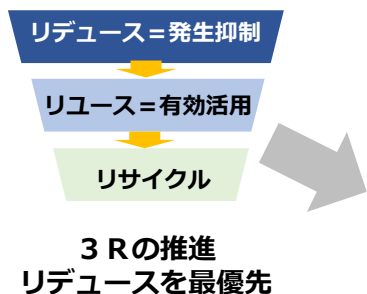 リデュース＝発生抑制
リユース＝有効活用
リサイクル
３Ｒの推進
リデュースを最優先